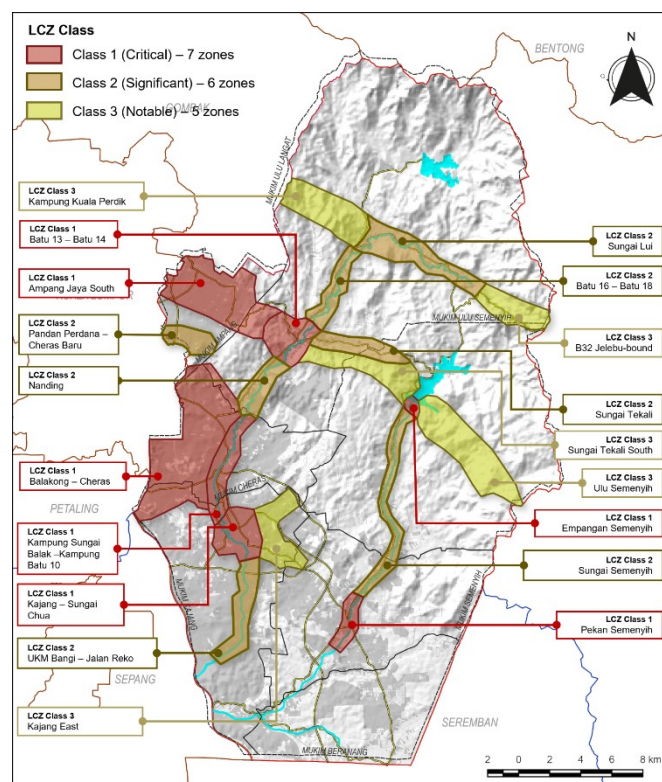 LCZ Class
Class 1 (Critical) – 7 zones
Class 2 (Significant) – 6 zones
Class 3 (Notable) – 5 zones
BENTONG
N
GOMBAK
MUKIM ULU LANGAT
LCZ Class 3
Kampung Kuala Perdik
LCZ Class 1
Batu 13 – Batu 14
LCZ Class 1
Ampang Jaya South
LCZ Class 2
Pandan Perdana –
Cheras Baru
LCZ Class 2
Nanding
LCZ Class 1
Balakong – Cheras
PETALING
LCZ Class 1
Kampung Sungai
Balak –Kampung
Batu 10
LCZ Class 1
Kajang – Sungai
Chua
LCZ Class 2
UKM Bangi – Jalan Reko
SEPANG
LCZ Class 3
Kajang East
LCZ Class 2
Sungai Lui
LCZ Class 2
Batu 16 – Batu 18
MUKIM ULU SEMENYIH
LCZ Class 3
B32 Jelebu-bound
LCZ Class 2
Sungai Tekali
LCZ Class 3
Sungai Tekali South
LCZ Class 3
Ulu Semenyih
LCZ Class 1
Empangan Semenyih
LCZ Class 2
Sungai Semenyih
LCZ Class 1
Pekan Semenyih
MUKIM AMPANG
MUKIM CHERAS
MUKIM KAJANG
MUKIM SEMENYIH
MUKIM BERANANG
SEREMBAN
2 0 2 4 6 8 km